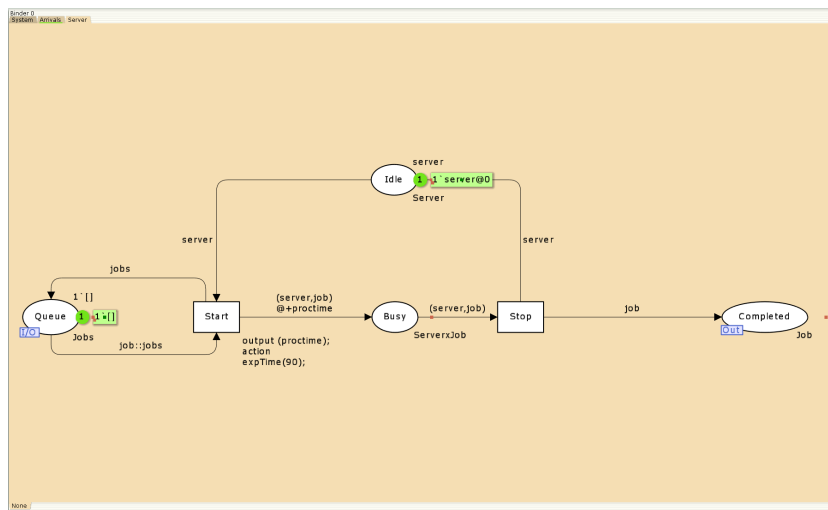 Binder 0
System Arrivals Server
server
Idle
1
1`server@0
Server
server
server
jobs
1`[]
Queue
1
1`[]
I/O
Jobs
job::jobs
Start
(server,job)
@+proctime
output (proctime);
action
expTime(90);
Busy
(server,job)
ServerxJob
Stop
job
Completed
Out
Job
None